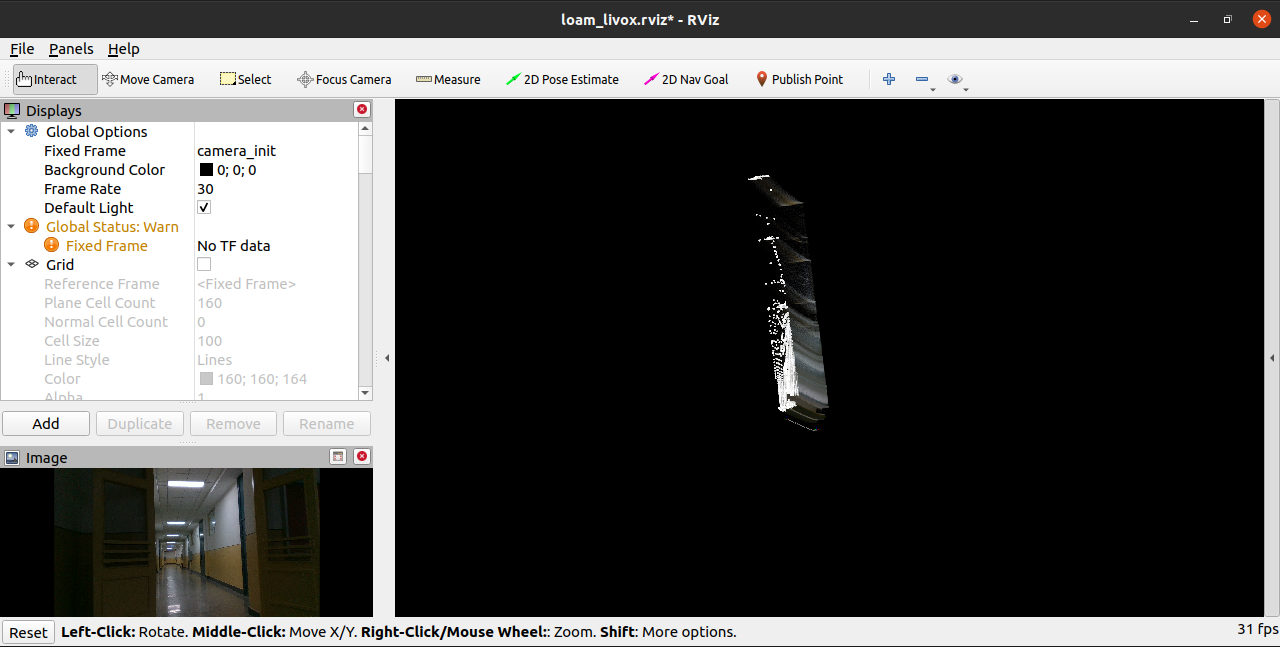 loam_livox.rviz* - RViz
File Panels Help
Interact Move Camera Select Focus Camera Measure 2D Pose Estimate 2D Nav Goal Publish Point
Displays
Global Options
Fixed Frame camera_init
Background Color 0; 0; 0
Frame Rate 30
Default Light
Global Status: Warn
Fixed Frame No TF data
Grid
Reference Frame <Fixed Frame>
Plane Cell Count 160
Normal Cell Count 0
Cell Size 100
Line Style Lines
Color 160; 160; 164
Alpha 1
Add Duplicate Remove Rename
Image
Reset Left-Click: Rotate. Middle-Click: Move X/Y. Right-Click/Mouse Wheel:: Zoom. Shift: More options. 31 fps